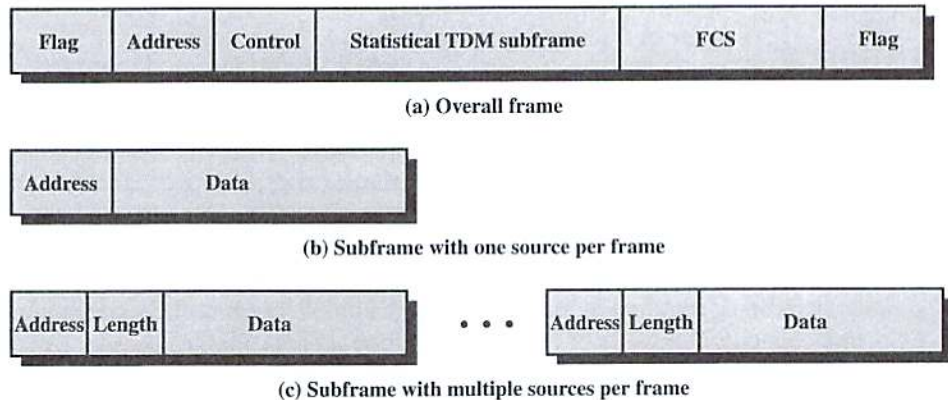 Flag Address Control Statistical TDM subframe FCS Flag
(a) Overall frame
Address Data
(b) Subframe with one source per frame
Address Length Data • • • Address Length Data
(c) Subframe with multiple sources per frame